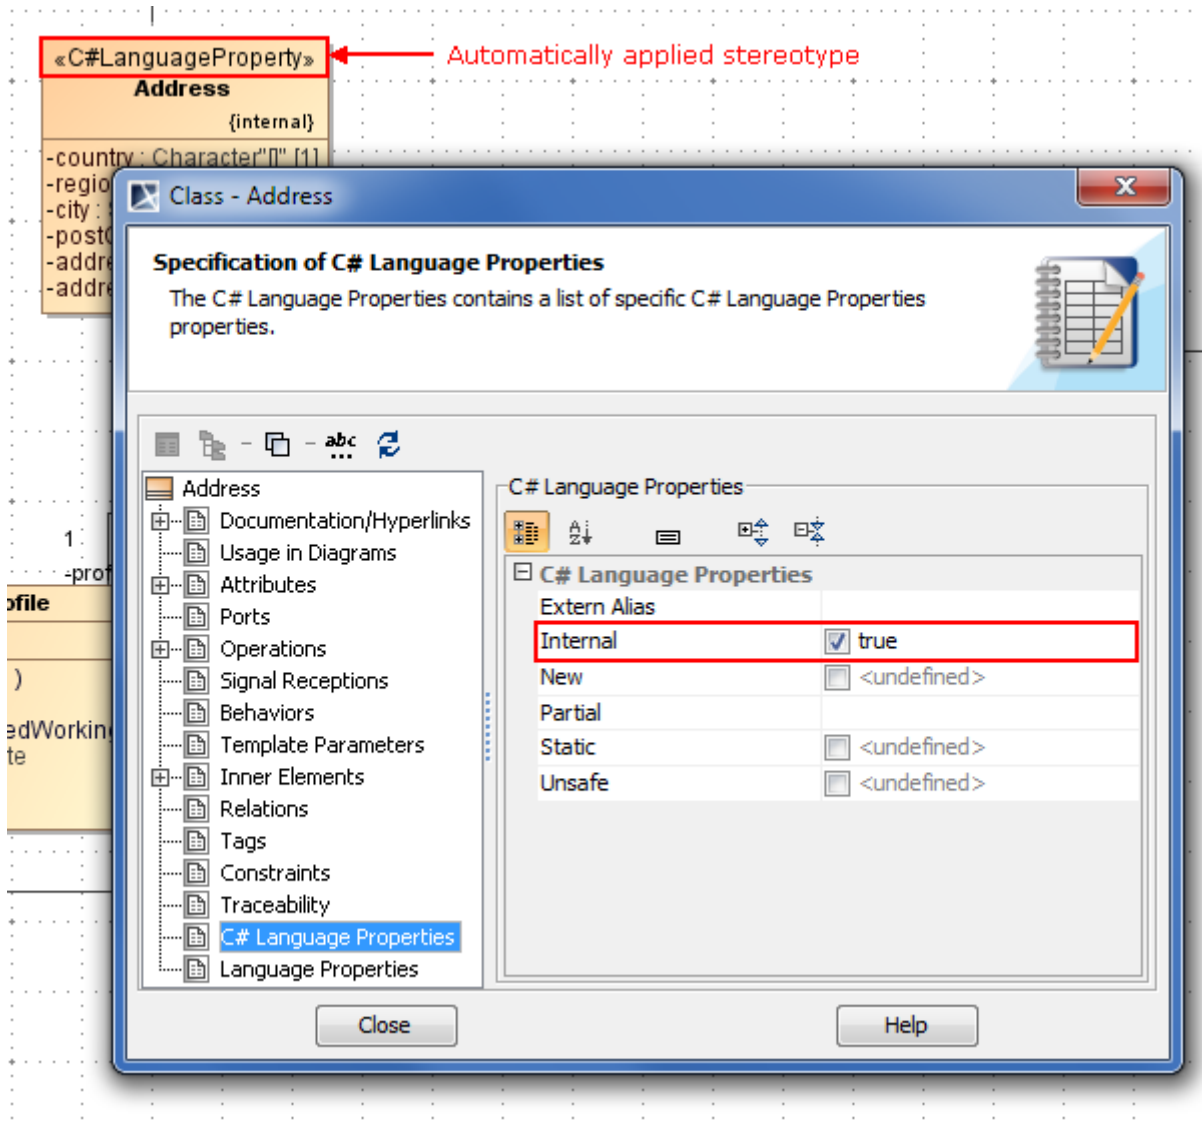 «C#LanguageProperty»
Automatically applied stereotype
Address
{internal}
-country : Character"[]" [1]
-regio
-city :
-post
-addre
-addre
Class - Address
Specification of C# Language Properties
The C# Language Properties contains a list of specific C# Language Properties
properties.
abc
Address
Documentation/Hyperlinks
Usage in Diagrams
Attributes
Ports
Operations
Signal Receptions
Behaviors
Template Parameters
Inner Elements
Relations
Tags
Constraints
Traceability
C# Language Properties
Language Properties
C# Language Properties
C# Language Properties
Extern Alias
Internal true
New <undefined>
Partial
Static <undefined>
Unsafe <undefined>
1
-prof
ofile
)
edWorkin
te
Close
Help